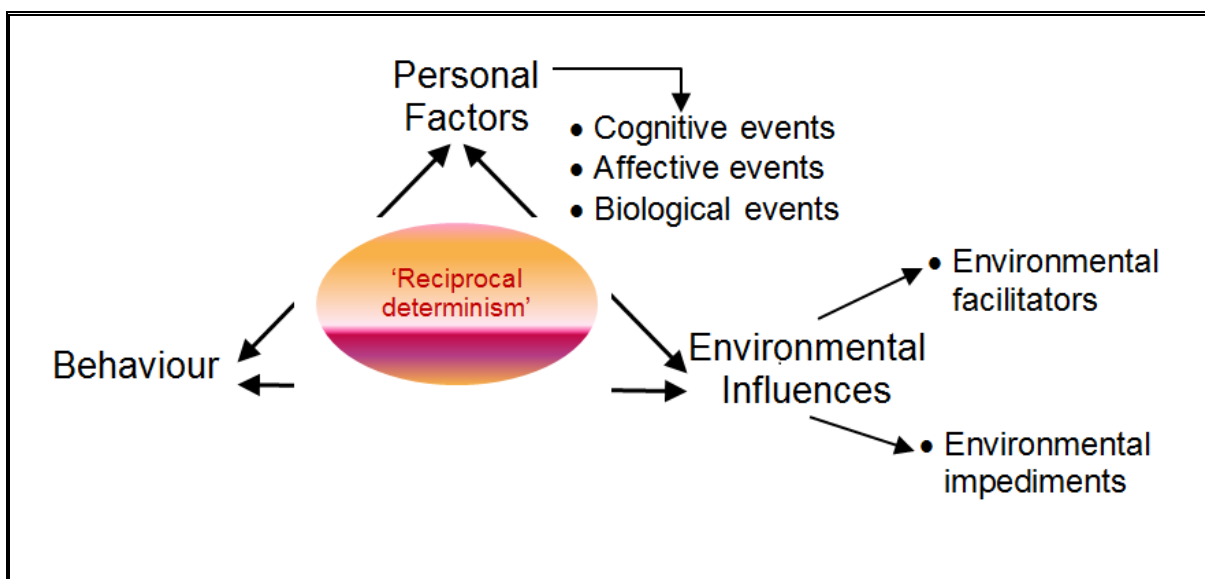 Personal
Factors
• Cognitive events
• Affective events
• Biological events
‘Reciprocal
determinism’
Behaviour
Environmental
Influences
• Environmental
facilitators
• Environmental
impediments